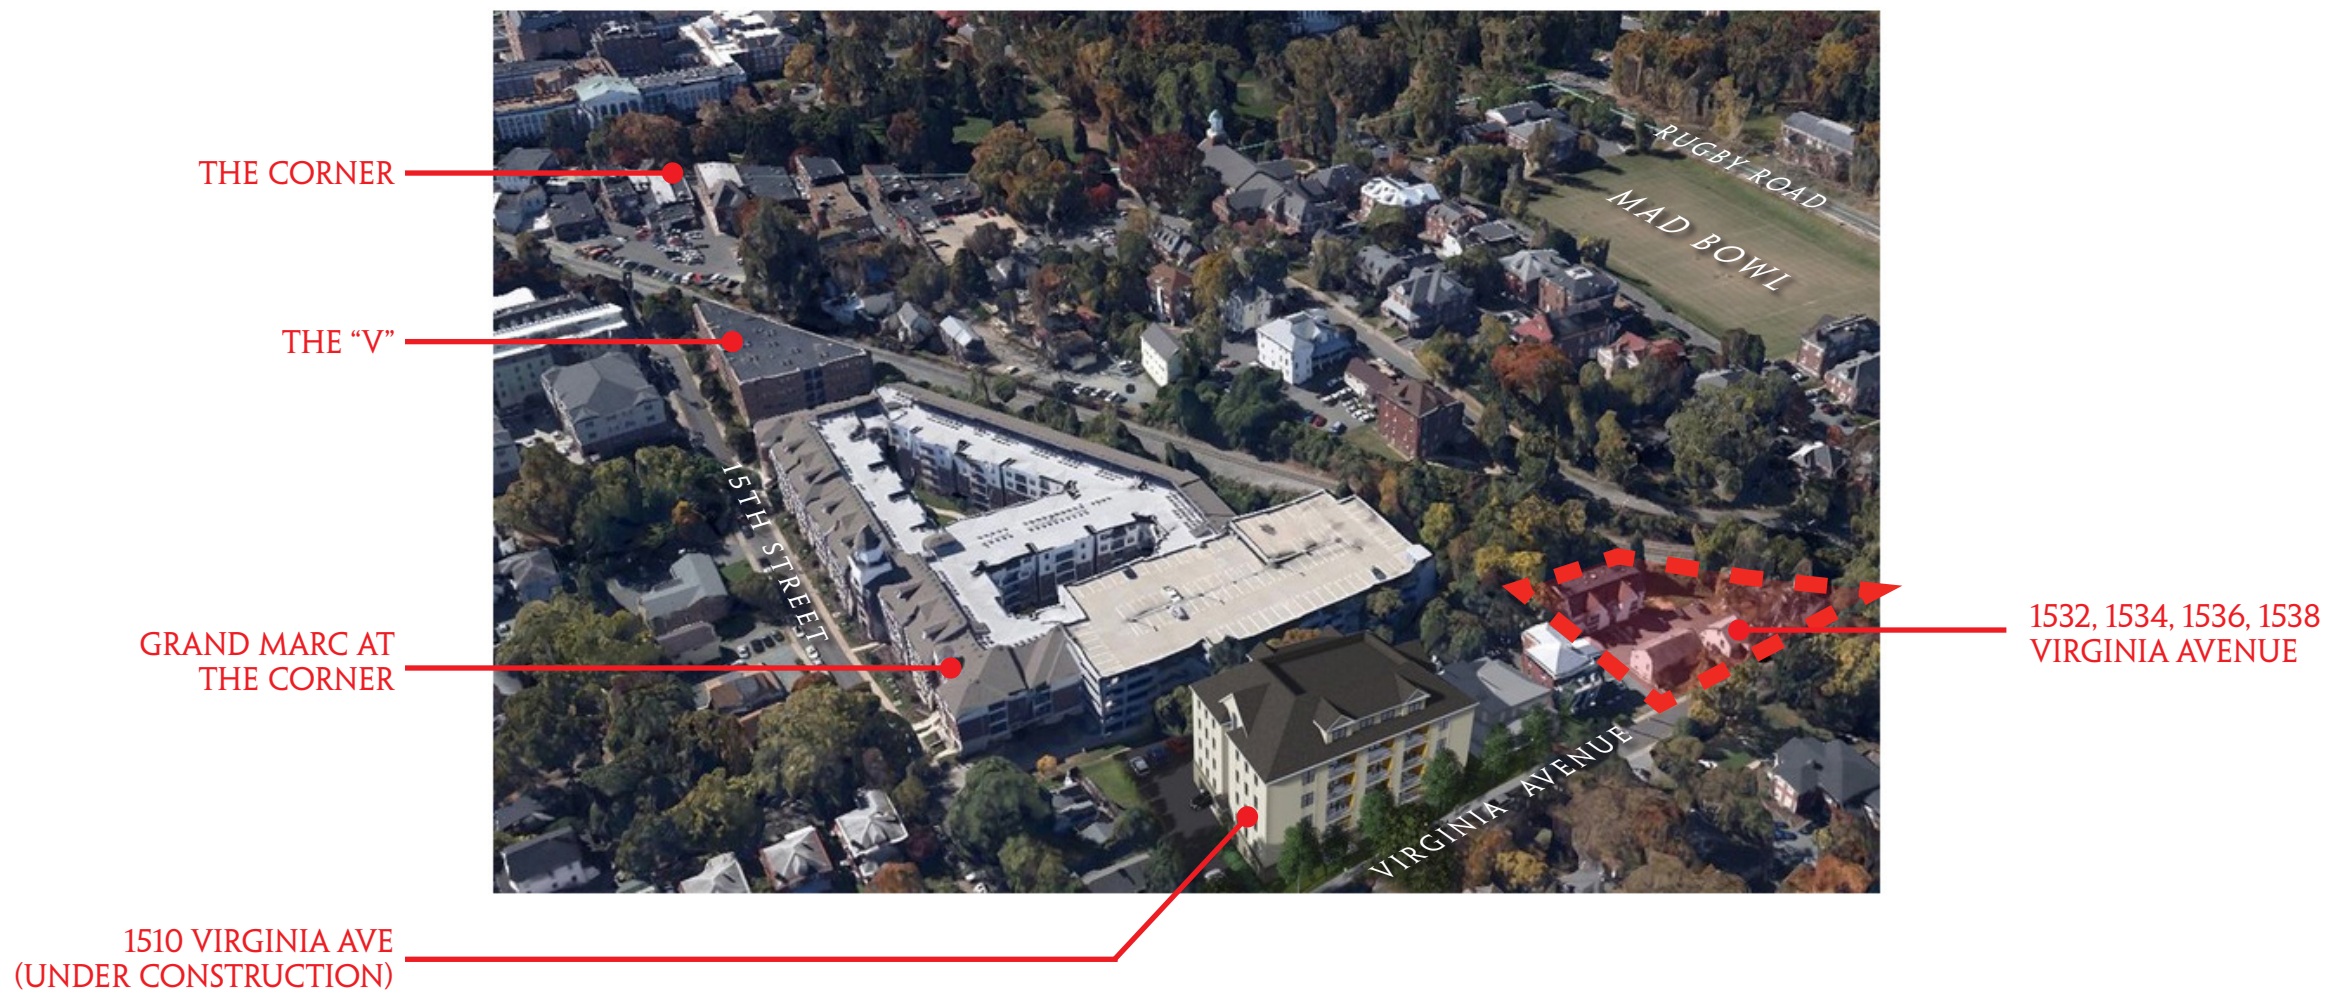 RUGBY ROAD
MAD BOWL
THE CORNER
THE “V”
15TH STREET
GRAND MARC AT
THE CORNER
1532, 1534, 1536, 1538
VIRGINIA AVENUE
VIRGINIA AVENUE
1510 VIRGINIA AVE
(UNDER CONSTRUCTION)